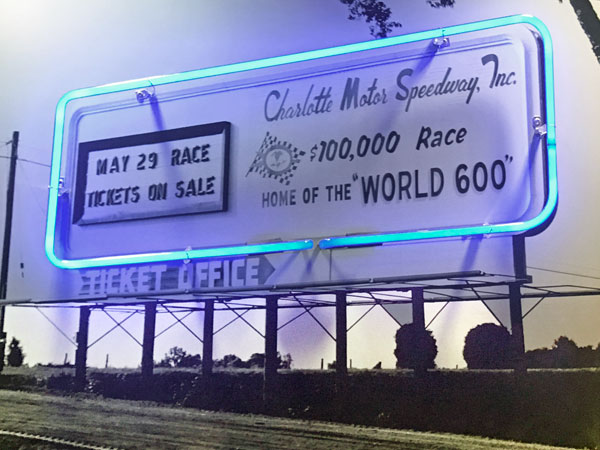 Charlotte Motor Speedway, Inc.
MAY 29 RACE
TICKETS ON SALE
$100,000 Race
HOME OF THE "WORLD 600"
TICKET OFFICE